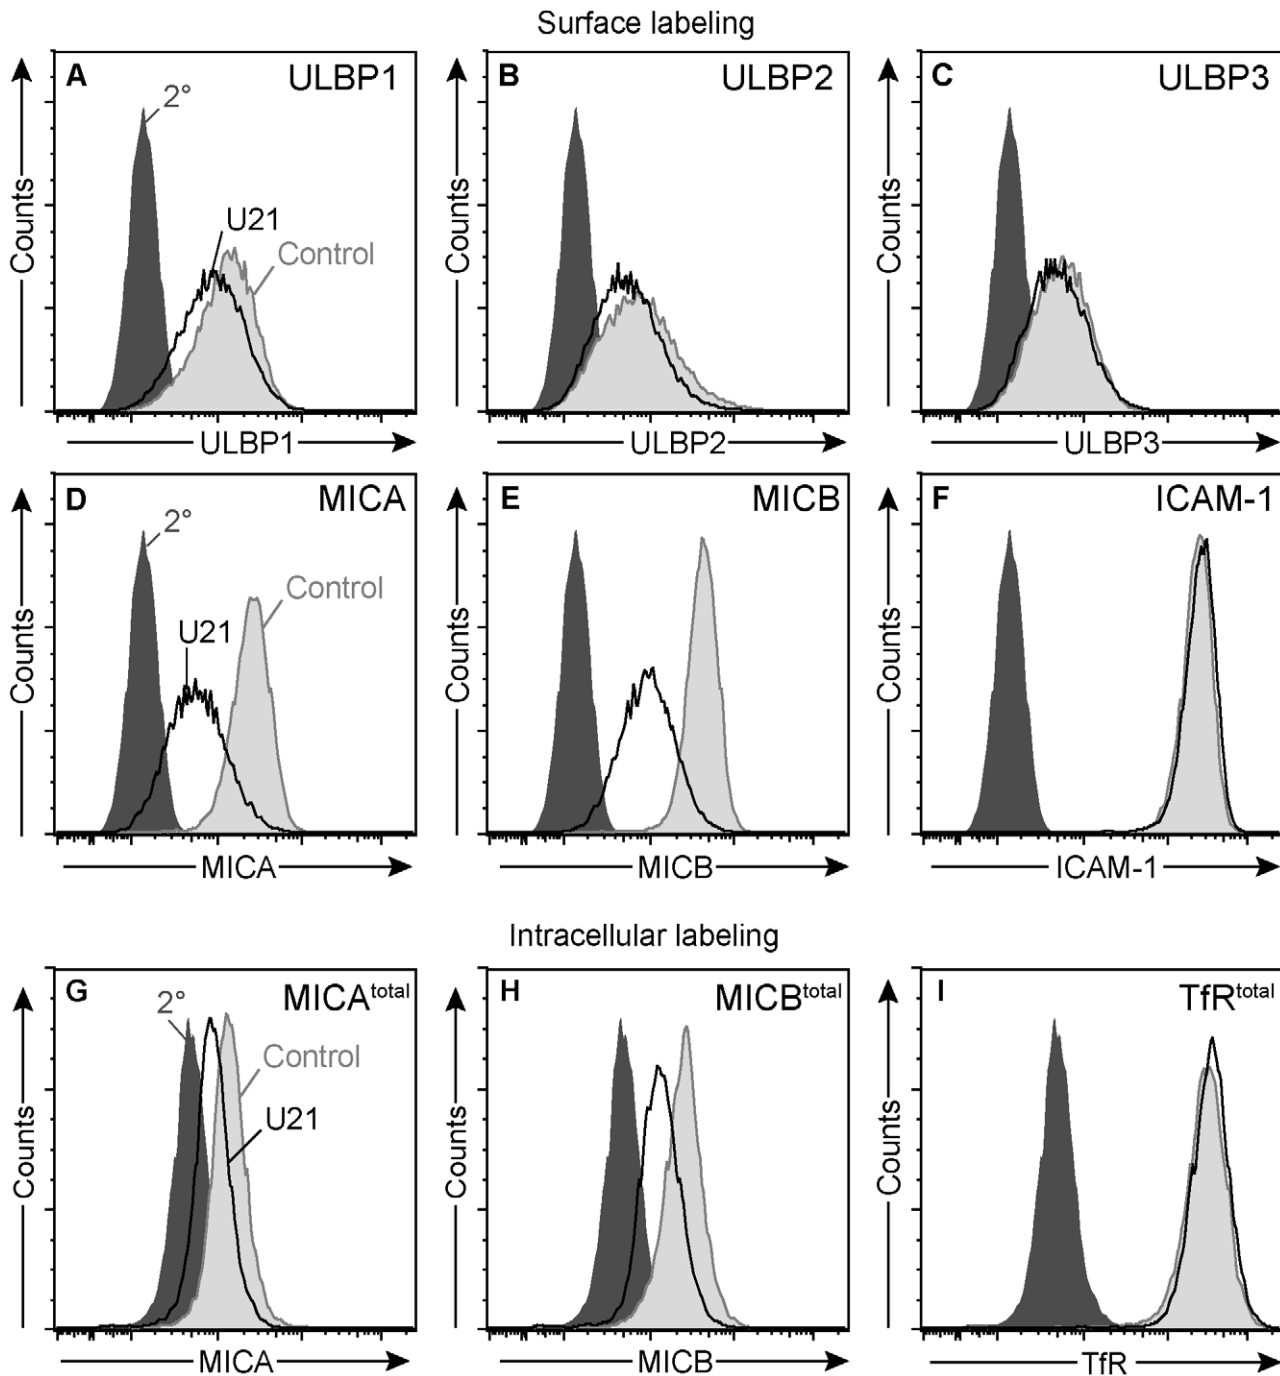 Surface labeling
A ULBP1
2°
U21
Control
Counts
ULBP1
B ULBP2
Counts
ULBP2
C ULBP3
Counts
ULBP3
D MICA
2°
Control
U21
Counts
MICA
E MICB
Counts
MICB
F ICAM-1
Counts
ICAM-1
Intracellular labeling
G MICAtotal
2°
Control
U21
Counts
MICA
H MICBtotal
Counts
MICB
I TfRtotal
Counts
TfR